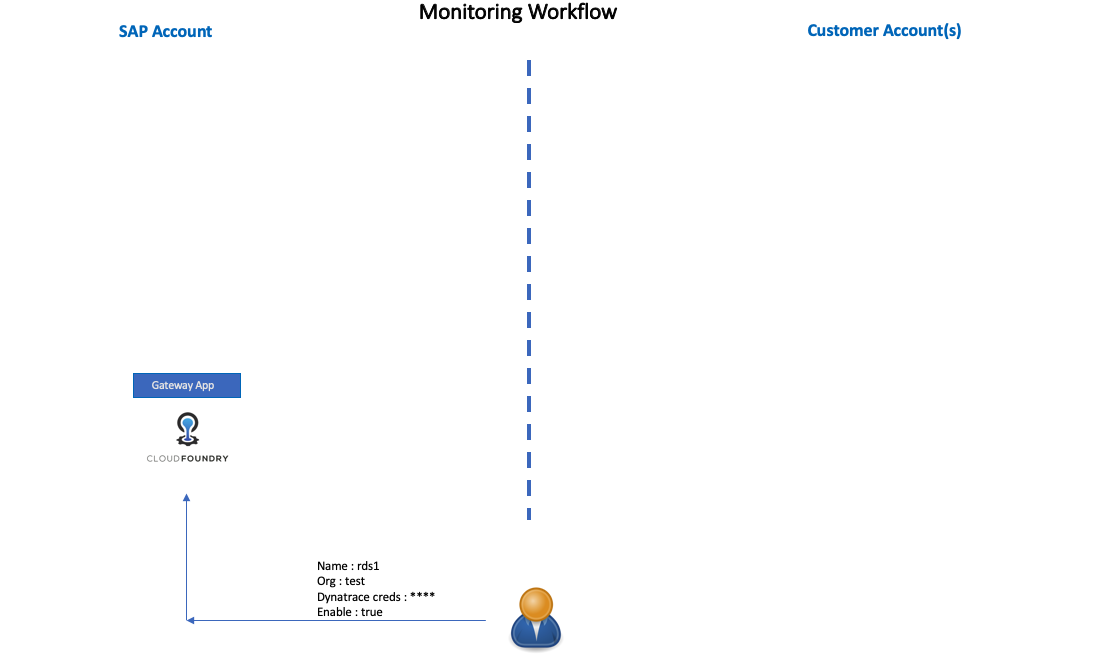 Monitoring Workflow
SAP Account
Customer Account(s)
Gateway App
CLOUDFOUNDRY
Name : rds1
Org : test
Dynatrace creds : ****
Enable : true